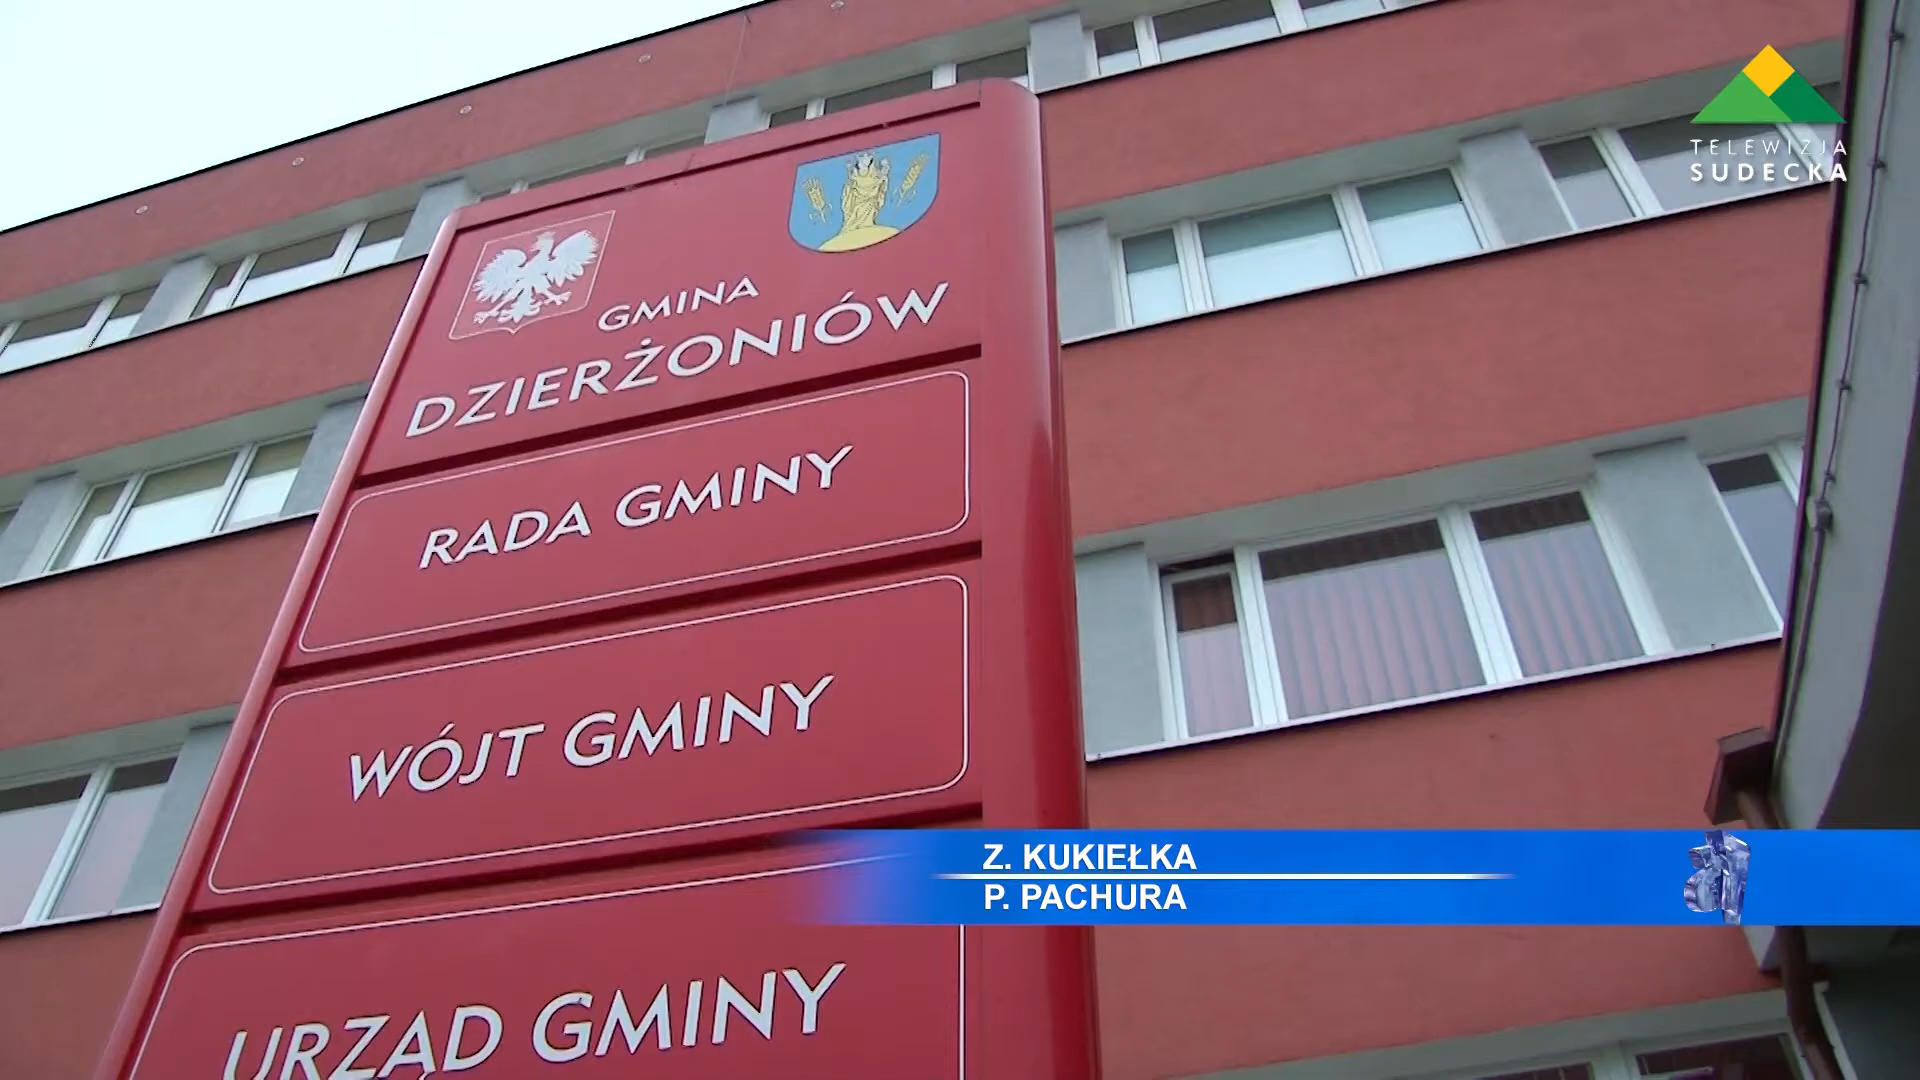 GMINA
DZIERŻONIÓW
RADA GMINY
WÓJT GMINY
URZĄD GMINY
TELEWIZJA
SUDECKA
Z. KUKIEŁKA
P. PACHURA